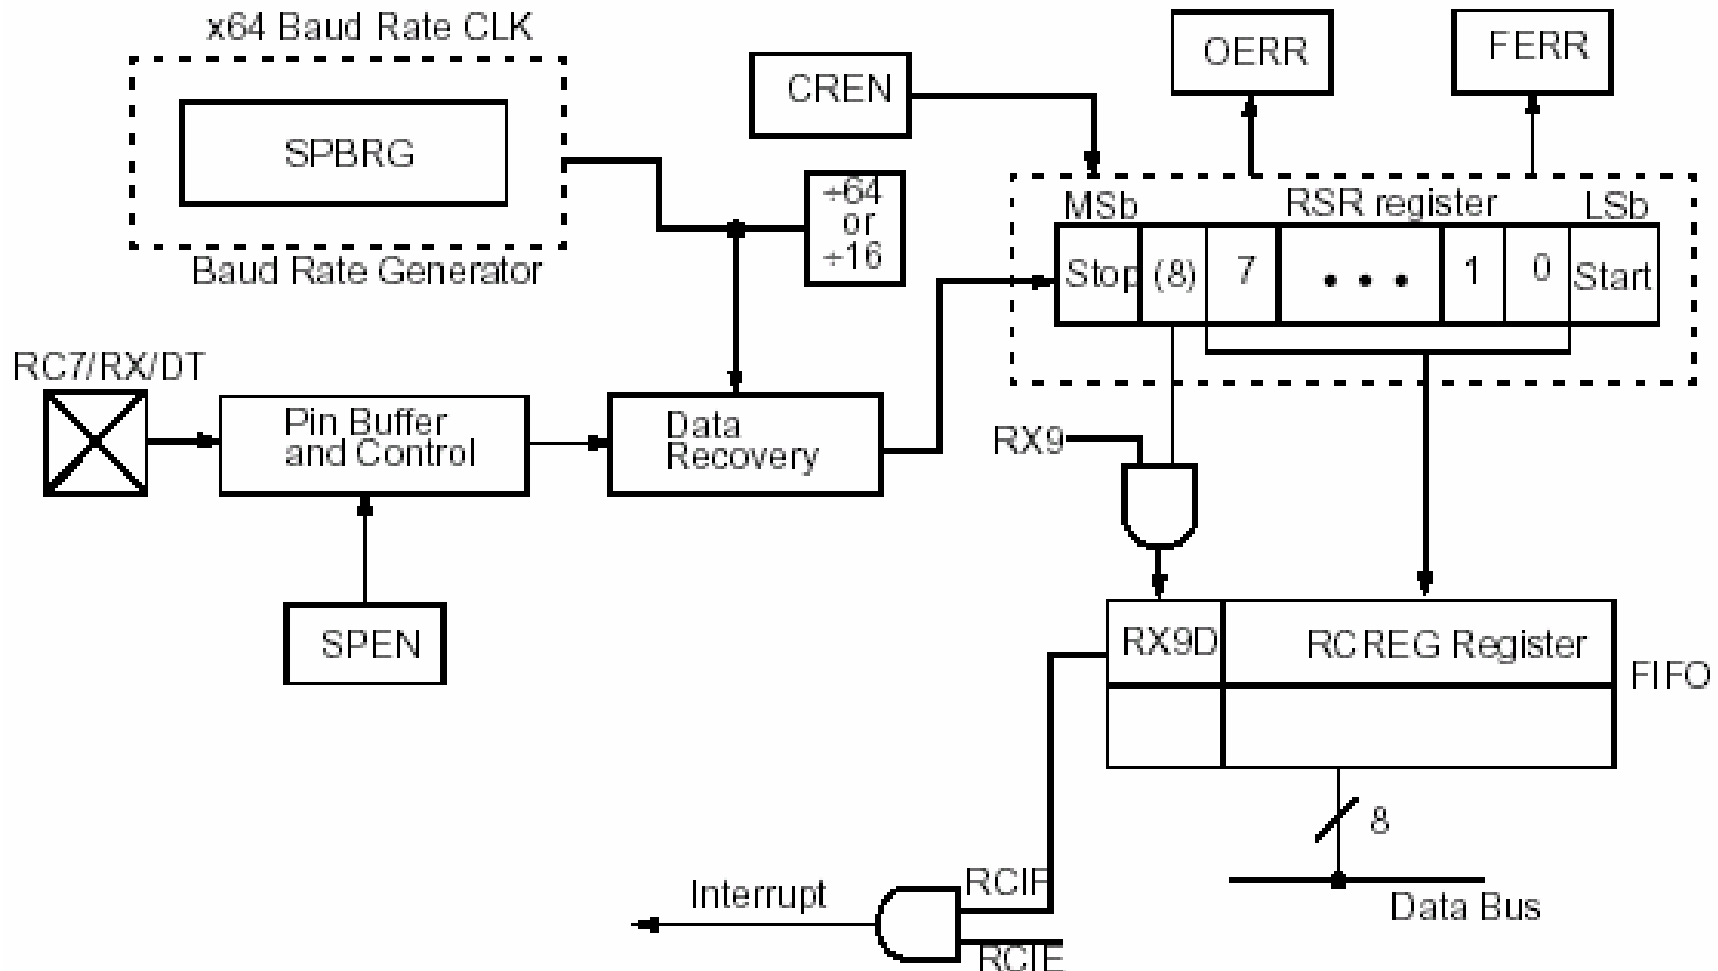 x64 Baud Rate CLK
SPBRG
Baud Rate Generator
CREN
OERR
FERR
÷64
or
÷16
MSb RSR register LSb
Stop (8) 7 • • • 1 0 Start
RC7/RX/DT
Pin Buffer
and Control
Data
Recovery
SPEN
RX9
RX9D RCREG Register
FIFO
8
Data Bus
Interrupt
RCIF
RCIE